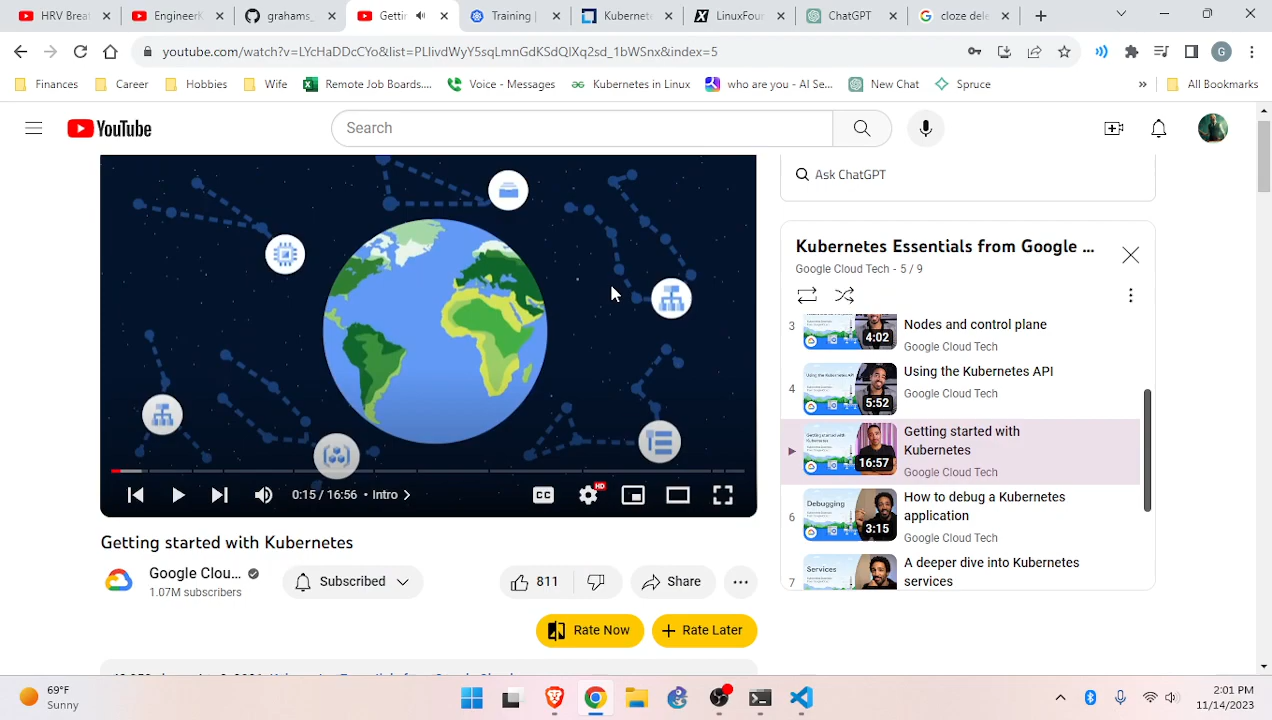 HRV Breat
EngineerK
grahams_
Gettir
Training |
Kubernete
LinuxFour
ChatGPT
cloze dele
youtube.com/watch?v=LYcHaDDcCYo&list=PLIivdWyY5sqLmnGdKSdQIXq2sd_1bWSnx&index=5
G
Finances
Career
Hobbies
Wife
Remote Job Boards....
Voice - Messages
Kubernetes in Linux
who are you - AI Se...
New Chat
Spruce
»
All Bookmarks
YouTube
Search
Ask ChatGPT
Kubernetes Essentials from Google ...
Google Cloud Tech - 5 / 9
3
4:02
Nodes and control plane
Google Cloud Tech
4
5:52
Using the Kubernetes API
Google Cloud Tech
16:57
Getting started with
Kubernetes
Google Cloud Tech
6
Debugging
3:15
How to debug a Kubernetes
application
Google Cloud Tech
7
Services
A deeper dive into Kubernetes
services
0:15 / 16:56 • Intro
CC
HD
Getting started with Kubernetes
Google Clou...
1.07M subscribers
Subscribed
811
Share
Rate Now
Rate Later
69°F
Sunny
2:01 PM
11/14/2023